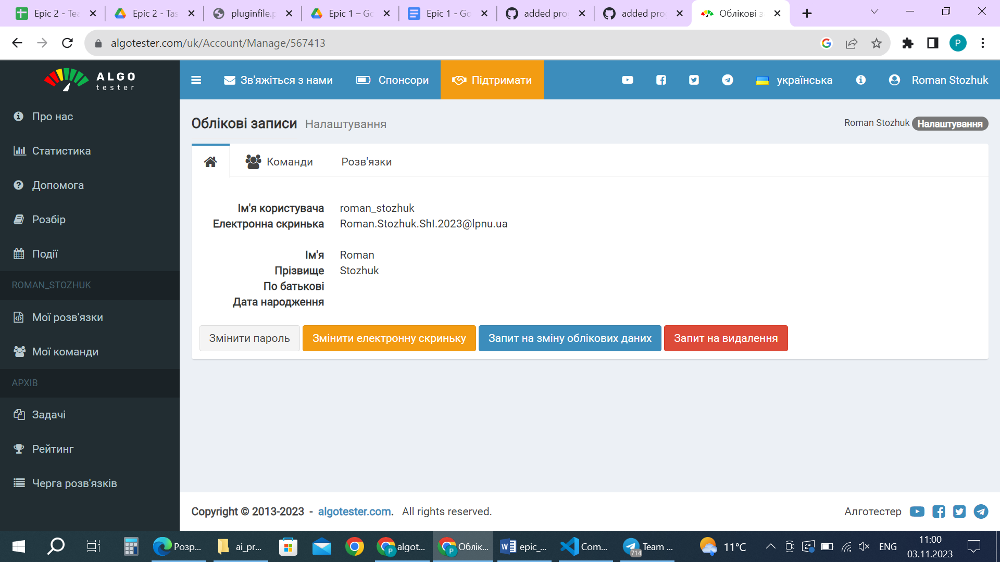 Epic 2 - Tea
Epic 2 - Tas
pluginfile.p
Epic 1 – Go
Epic 1 - Go
added pro
added pro
Облікові з
algotester.com/uk/Account/Manage/567413
P
ALGO
tester
Зв'яжіться з нами
Спонсори
Підтримати
українська
Roman Stozhuk
Про нас
Статистика
Допомога
Розбір
Події
ROMAN_STOZHUK
Мої розв'язки
Мої команди
АРХІВ
Задачі
Рейтинг
Черга розв'язків
Облікові записи Налаштування
Roman Stozhuk Налаштування
Команди
Розв'язки
Ім'я користувача roman_stozhuk
Електронна скринька Roman.Stozhuk.ShI.2023@lpnu.ua
Ім'я Roman
Прізвище Stozhuk
По батькові
Дата народження
Змінити пароль
Змінити електронну скриньку
Запит на зміну облікових даних
Запит на видалення
Copyright © 2013-2023 - algotester.com. All rights reserved.
Алготестер
Розр...
ai_pr...
algot...
Облік...
epic_...
Com...
714
Team ...
11°C
ENG
11:00
03.11.2023